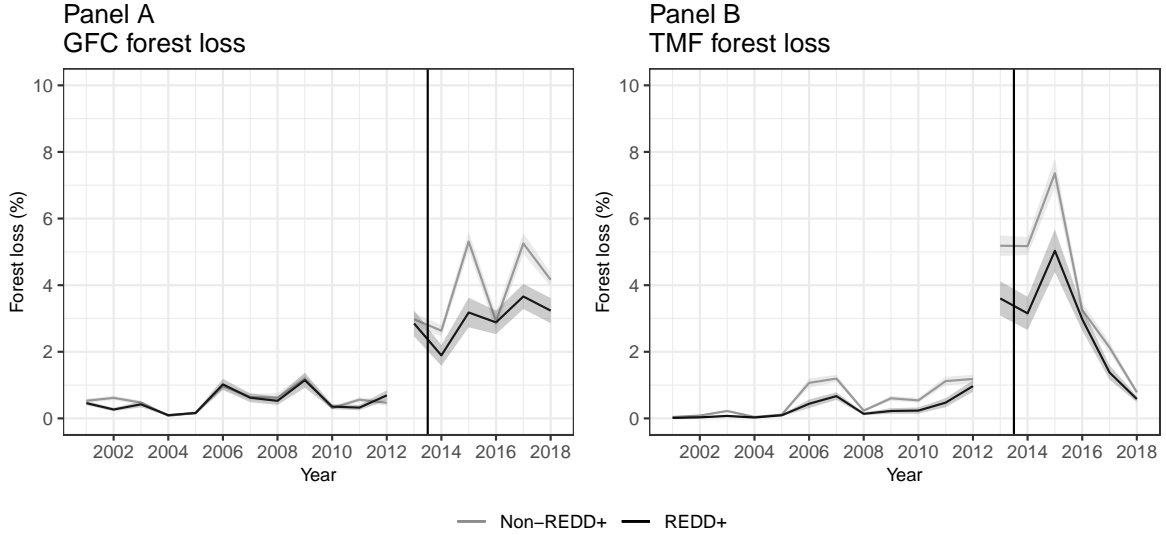 Panel A
GFC forest loss
10
8
6
4
2
0
Forest loss (%)
2002 2004 2006 2008 2010 2012 2014 2016 2018
Year
Panel B
TMF forest loss
10
8
6
4
2
0
Forest loss (%)
2002 2004 2006 2008 2010 2012 2014 2016 2018
Year
Non−REDD+ REDD+